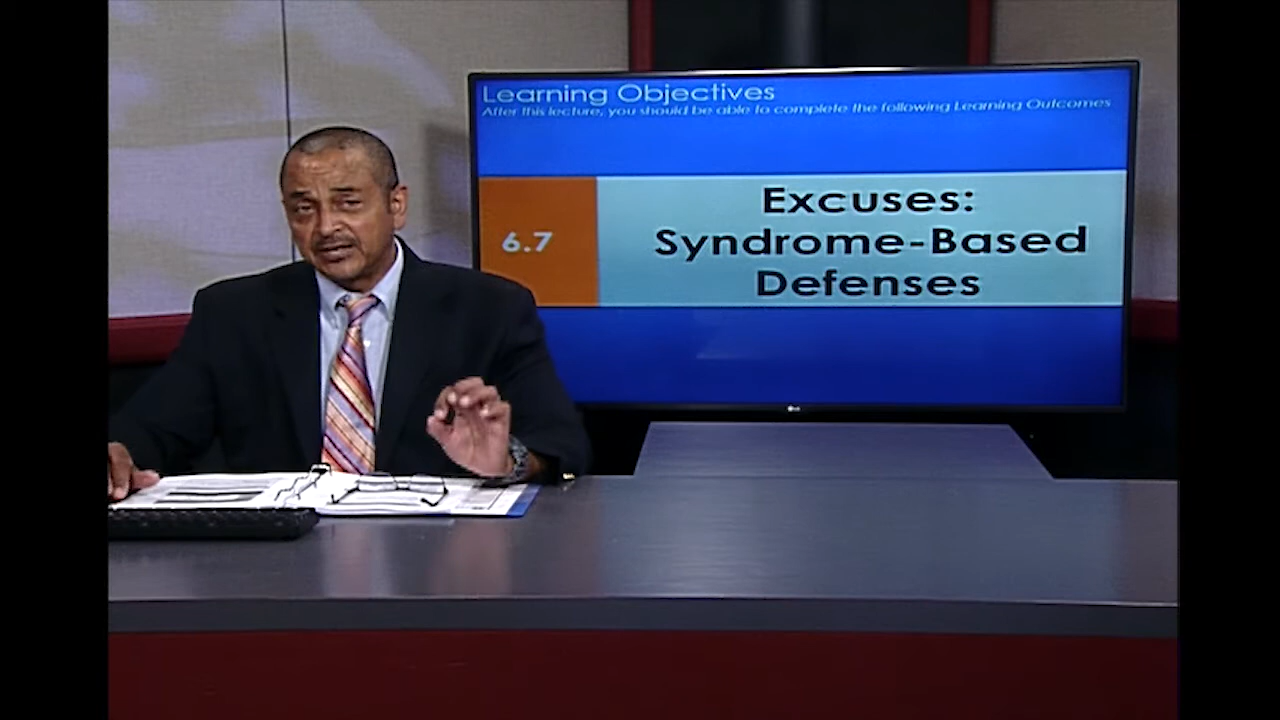 Learning Objectives
After this lecture, you should be able to complete the following Learning Outcomes
6.7
Excuses:
Syndrome-Based
Defenses